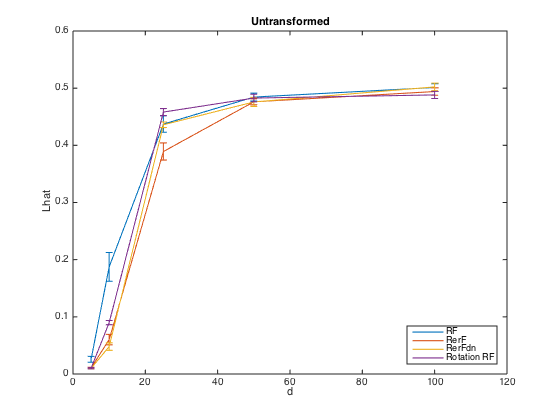 Untransformed
0.6
0.5
0.4
0.3
0.2
0.1
0
Lhat
0 20 40 60 80 100 120
d
RF
RerF
RerFdn
Rotation RF